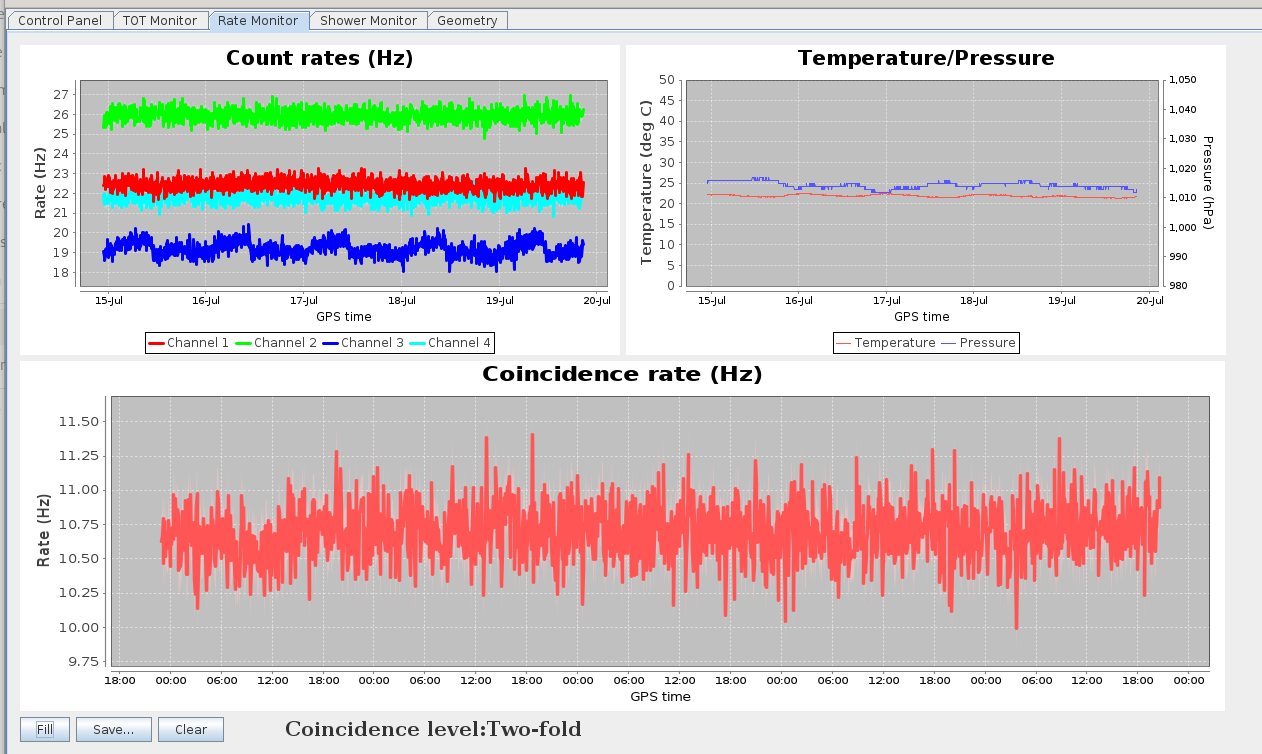 Control Panel TOT Monitor Rate Monitor Shower Monitor Geometry
Count rates (Hz)
27
26
25
24
23
22
21
20
19
18
Rate (Hz)
15-Jul 16-Jul 17-Jul 18-Jul 19-Jul 20-Jul
GPS time
Channel 1 Channel 2 Channel 3 Channel 4
Temperature/Pressure
50
45
40
35
30
25
20
15
10
5
0
Temperature (deg C)
1,050
1,040
1,030
1,020
1,010
1,000
990
980
Pressure (hPa)
15-Jul 16-Jul 17-Jul 18-Jul 19-Jul 20-Jul
GPS time
Temperature Pressure
Coincidence rate (Hz)
11.50
11.25
11.00
10.75
10.50
10.25
10.00
9.75
Rate (Hz)
18:00 00:00 06:00 12:00 18:00 00:00 06:00 12:00 18:00 00:00 06:00 12:00 18:00 00:00 06:00 12:00 18:00 00:00 06:00 12:00 18:00 00:00
GPS time
Fill Save... Clear Coincidence level:Two-fold